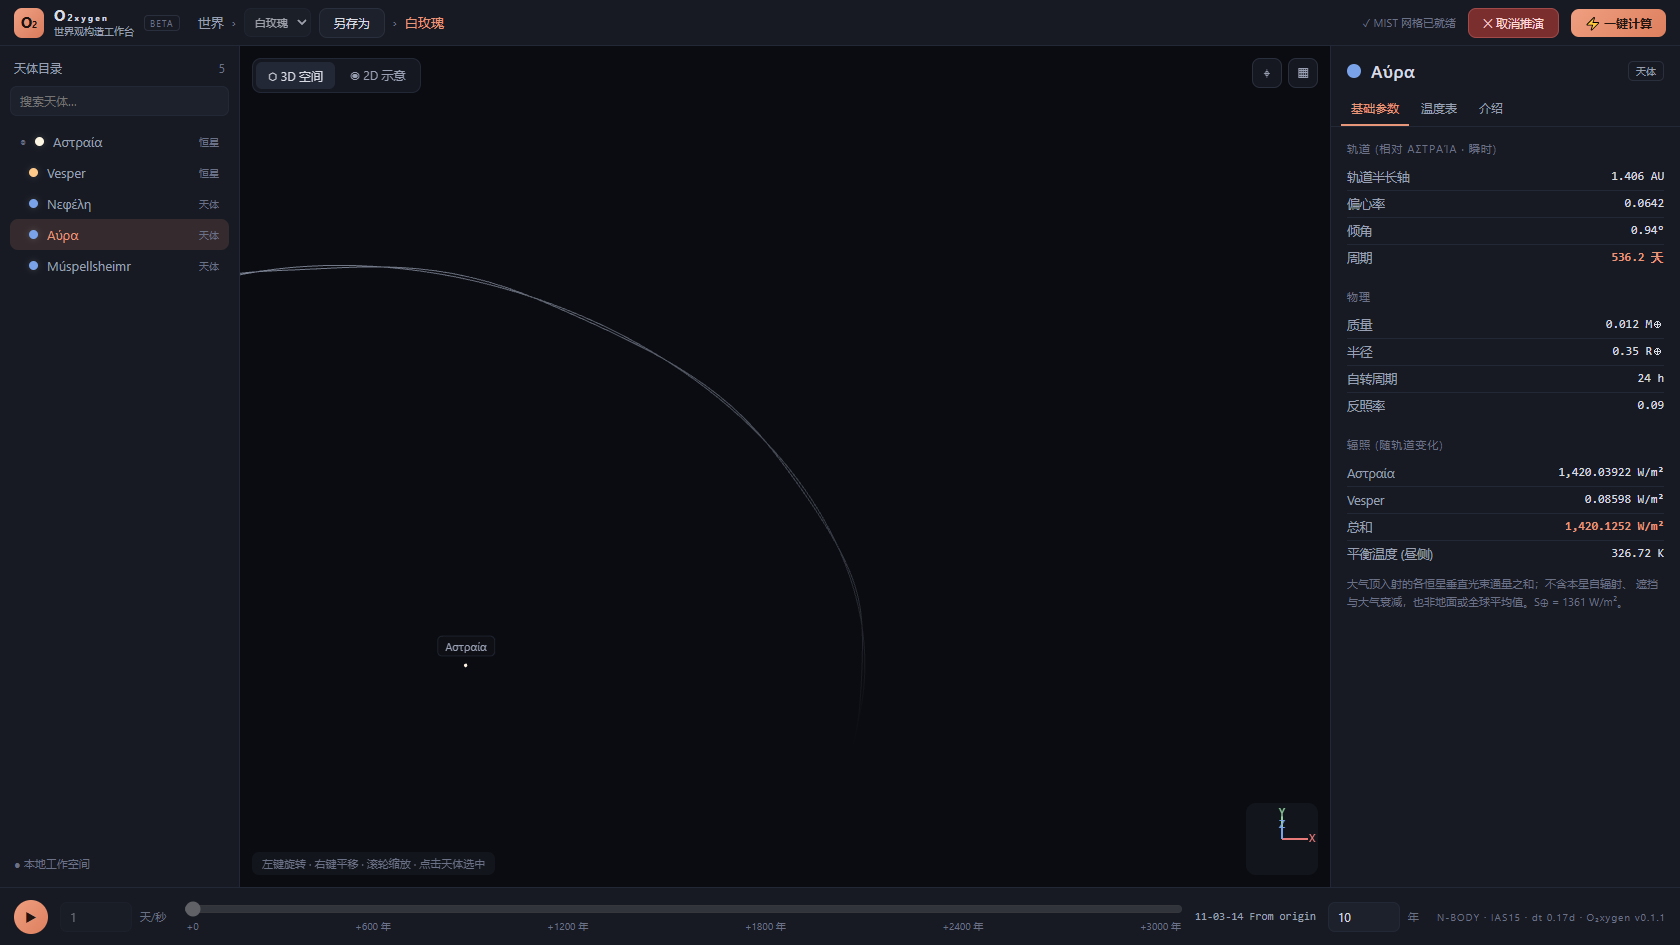 O₂
O₂xygen
世界观构造工作台
BETA
世界 › 白玫瑰 另存为 › 白玫瑰
✓ MIST 网格已就绪
✕ 取消推演
⚡ 一键计算
天体目录 5
搜索天体...
Αστραία 恒星
Vesper 恒星
Νεφέλη 天体
Αύρα 天体
Múspellsheimr 天体
● 本地工作空间
3D 空间
2D 示意
Αστραία
左键旋转 · 右键平移 · 滚轮缩放 · 点击天体选中
Y
Z
X
Αύρα 天体
基础参数 温度表 介绍
轨道 (相对 ΑΣΤΡΑΊΑ · 瞬时)
轨道半长轴 1.406 AU
偏心率 0.0642
倾角 0.94°
周期 536.2 天
物理
质量 0.012 M⊕
半径 0.35 R⊕
自转周期 24 h
反照率 0.09
辐照 (随轨道变化)
Αστραία 1,420.03922 W/m²
Vesper 0.08598 W/m²
总和 1,420.1252 W/m²
平衡温度 (昼侧) 326.72 K
大气顶入射的各恒星垂直光束通量之和；不含本星自辐射、 遮挡
与大气衰减，也非地面或全球平均值。S⊕ = 1361 W/m²。
1 天/秒
+0 +600 年 +1200 年 +1800 年 +2400 年 +3000 年
11-03-14 From origin
10 年
N-BODY · IAS15 · dt 0.17d · O₂xygen v0.1.1